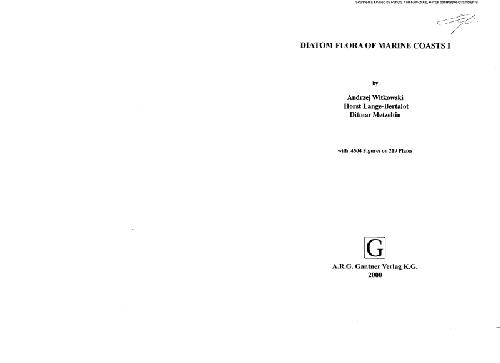 DIATOM FLORA OF MARINE COASTS I
by
Andrzej Witkowski
Horst Lange-Bertalot
Ditmar Metzeltin
with 4504 figures on 219 Plates
G
A.R.G. Gantner Verlag K.G.
2000